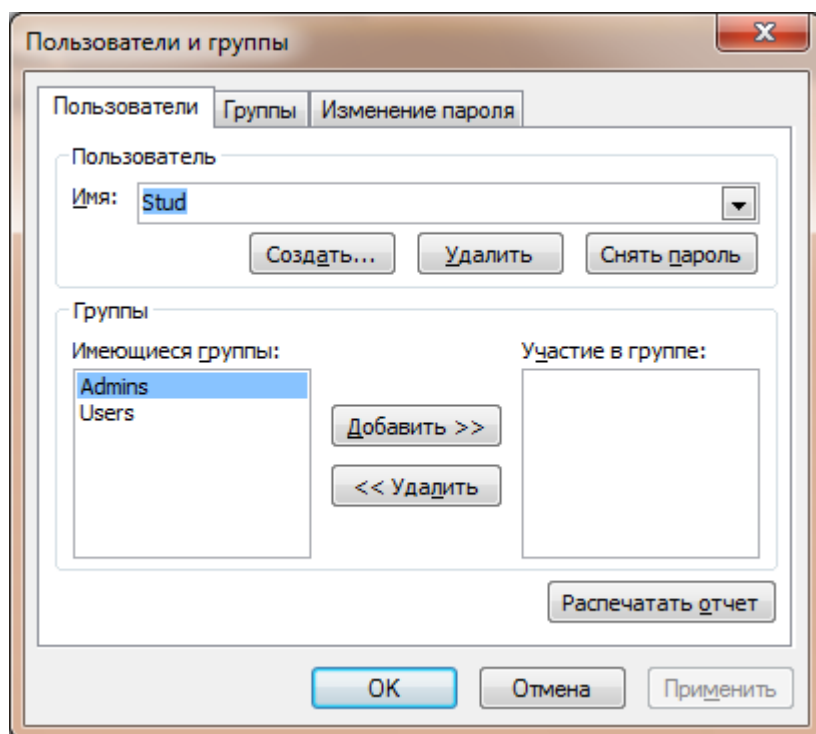 Пользователи и группы
Пользователи Группы Изменение пароля
Пользователь
Имя: Stud
Создать... Удалить Снять пароль
Группы
Имеющиеся группы: Участие в группе:
Admins
Users
Добавить >>
<< Удалить
Распечатать отчет
OK Отмена Применить